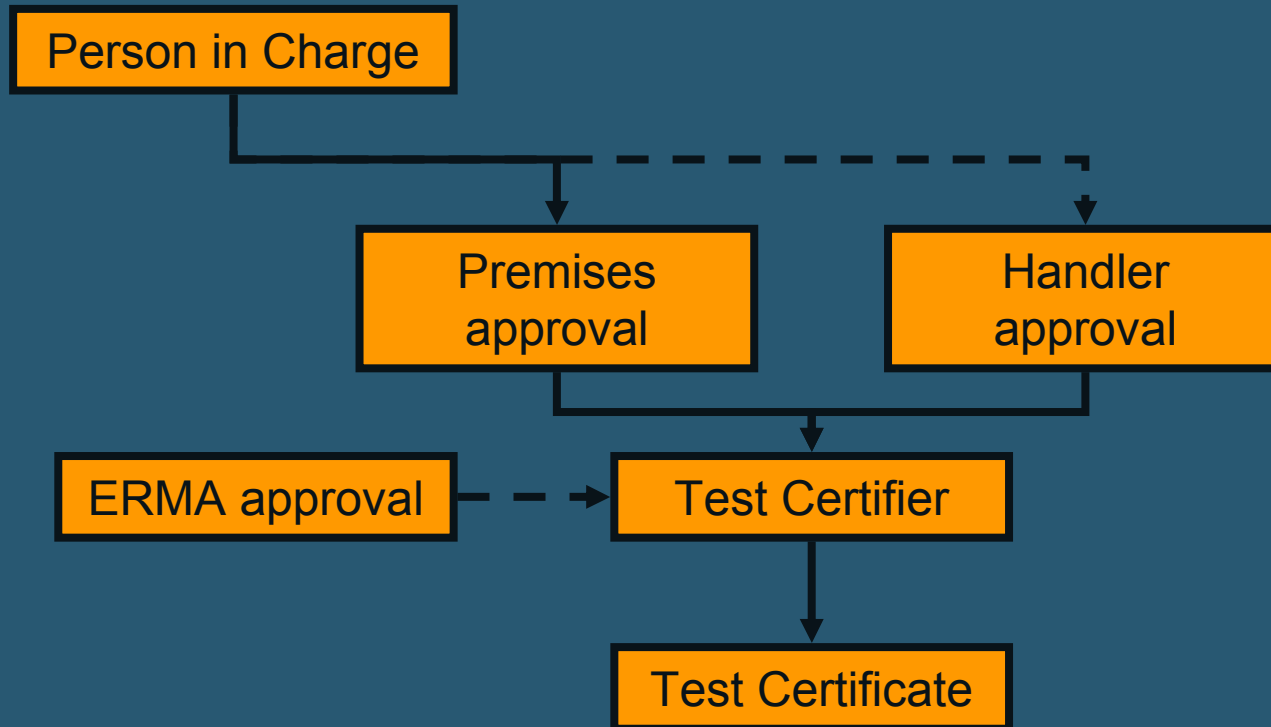 Person in Charge
Premises
approval
Handler
approval
ERMA approval
Test Certifier
Test Certificate